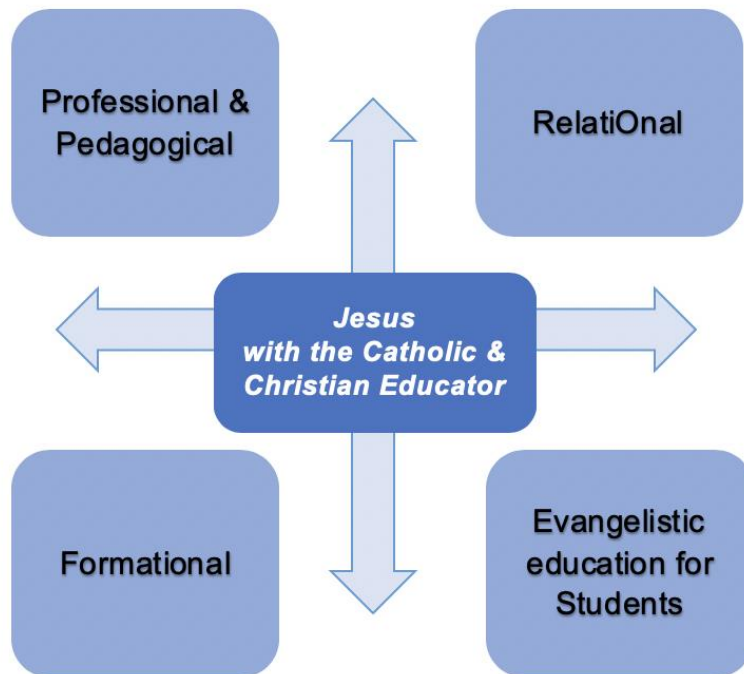 Professional &
Pedagogical
RelatiOnal
Jesus
with the Catholic &
Christian Educator
Formational
Evangelistic
education for
Students